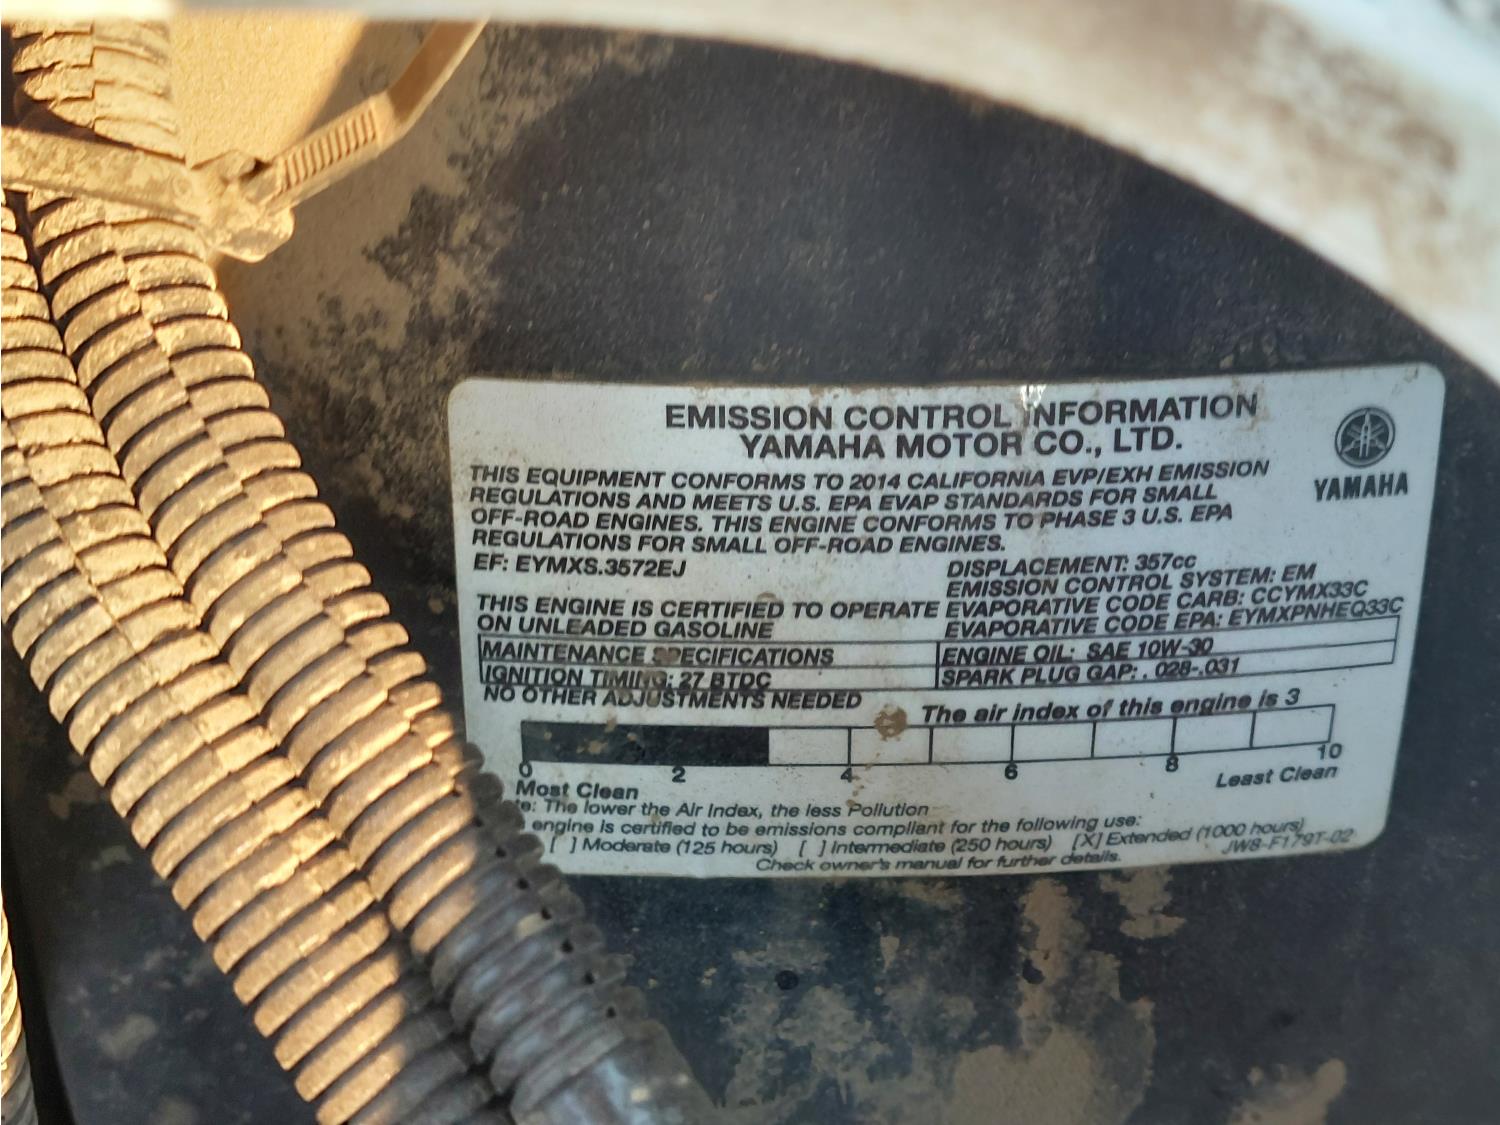 EMISSION CONTROL INFORMATION
YAMAHA MOTOR CO., LTD.
YAMAHA
THIS EQUIPMENT CONFORMS TO 2014 CALIFORNIA EVP/EXH EMISSION
REGULATIONS AND MEETS U.S. EPA EVAP STANDARDS FOR SMALL
OFF-ROAD ENGINES. THIS ENGINE CONFORMS TO PHASE 3 U.S. EPA
REGULATIONS FOR SMALL OFF-ROAD ENGINES.
EF: EYMXS.3572EJ
DISPLACEMENT: 357cc
EMISSION CONTROL SYSTEM: EM
THIS ENGINE IS CERTIFIED TO OPERATE EVAPORATIVE CODE CARB: CCYMX33C
ON UNLEADED GASOLINE EVAPORATIVE CODE EPA: EYMXPNHEQ33C
MAINTENANCE SPECIFICATIONS ENGINE OIL: SAE 10W-30
IGNITION TIMING: 27 BTDC SPARK PLUG GAP: . 028-.031
NO OTHER ADJUSTMENTS NEEDED
The air index of this engine is 3
0 2 4 6 8 10
Most Clean Least Clean
te: The lower the Air Index, the less Pollution
engine is certified to be emissions compliant for the following use:
[ ] Moderate (125 hours) [ ] Intermediate (250 hours) [X] Extended (1000 hours)
Check owner's manual for further details.
JW8-F179T-02